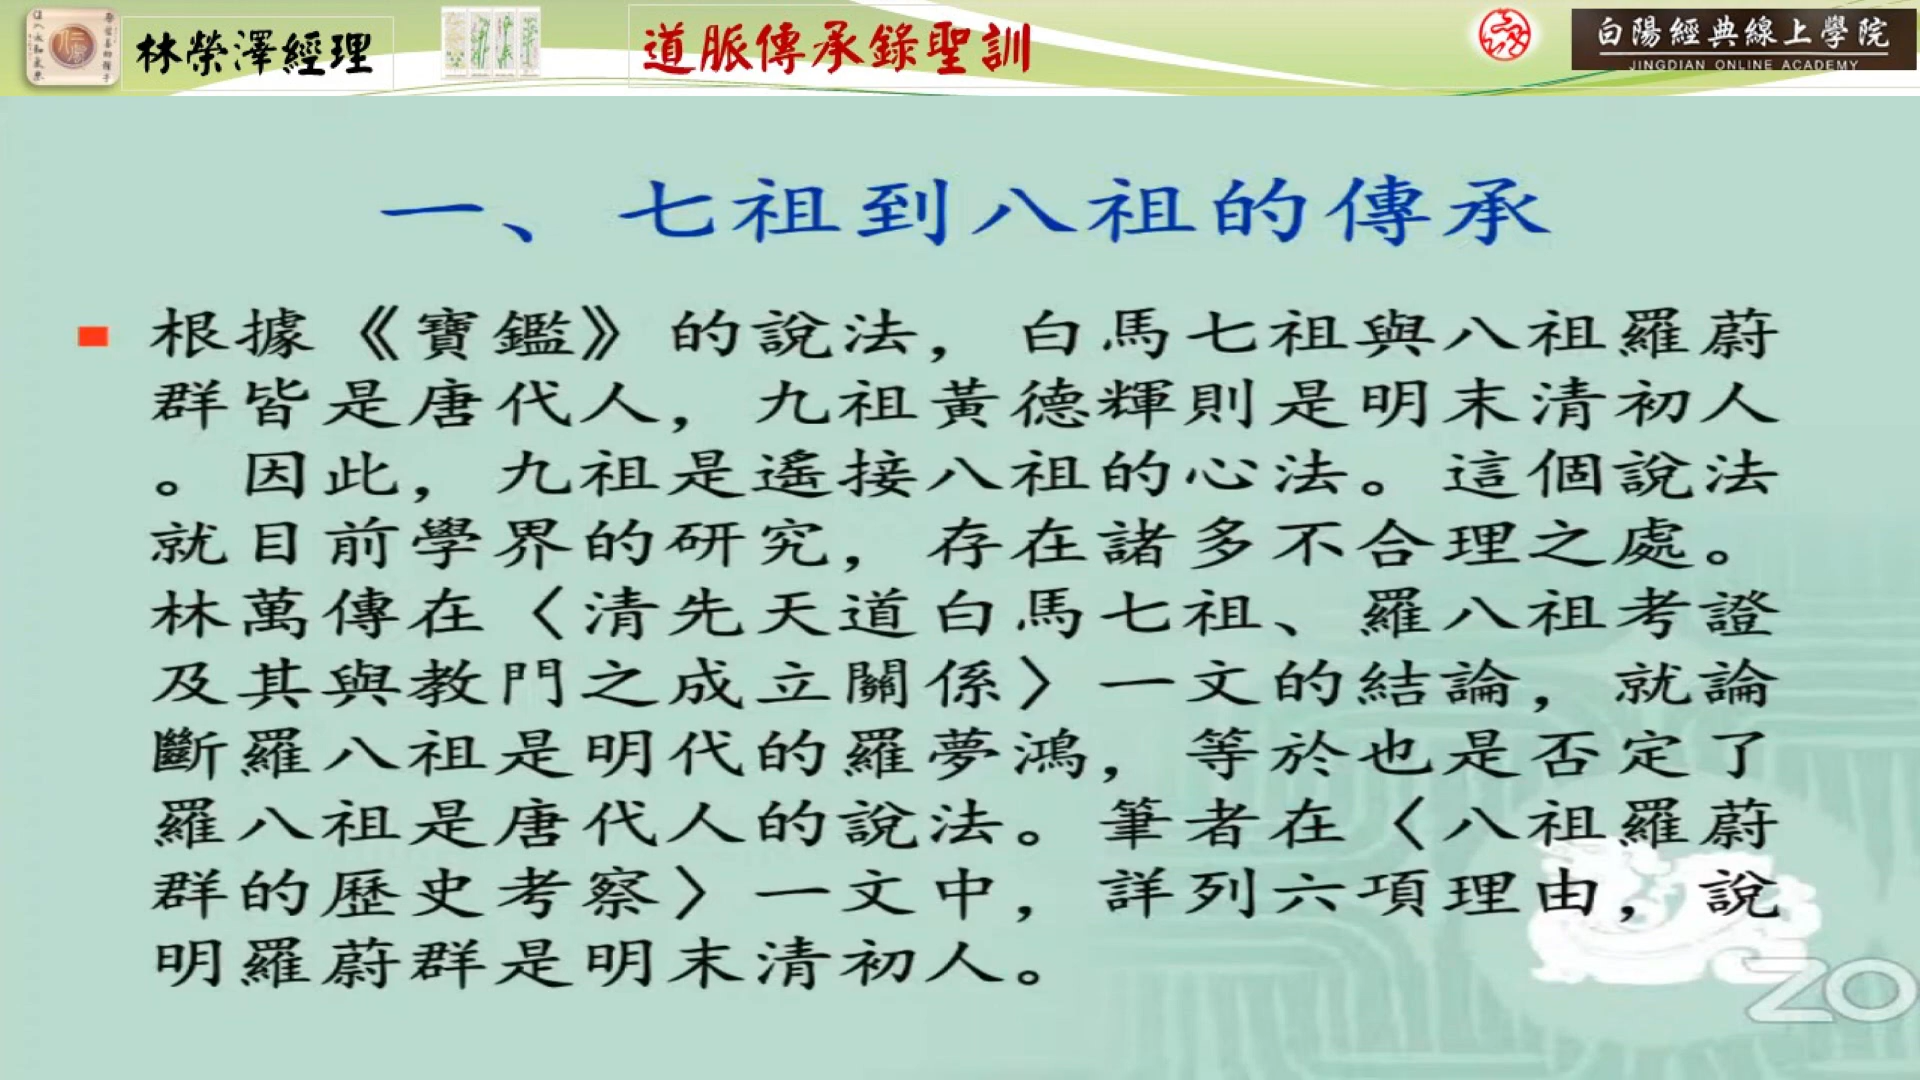 林榮澤經理
道脈傳承錄聖訓
白陽經典線上學院
JINGDIAN ONLINE ACADEMY
一、七祖到八祖的傳承
根據《寶鑑》的說法，白馬七祖與八祖羅蔚
群皆是唐代人，九祖黃德輝則是明末清初人
。因此，九祖是遙接八祖的心法。這個說法
就目前學界的研究，存在諸多不合理之處。
林萬傳在〈清先天道白馬七祖、羅八祖考證
及其與教門之成立關係〉一文的結論，就論
斷羅八祖是明代的羅夢鴻，等於也是否定了
羅八祖是唐代人的說法。筆者在〈八祖羅蔚
群的歷史考察〉一文中，詳列六項理由，說
明羅蔚群是明末清初人。
ZO